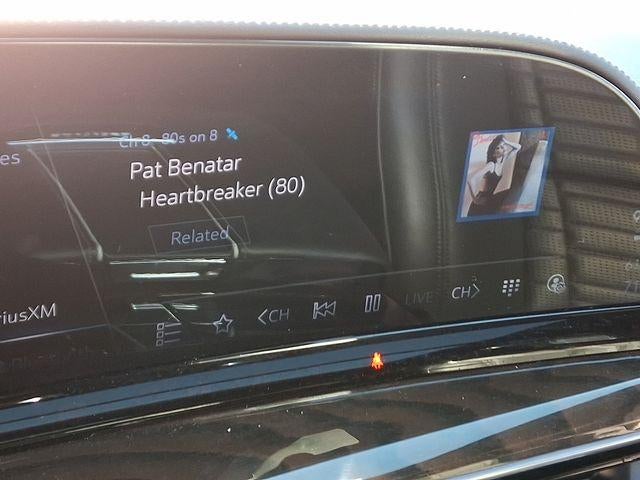 Ch 8 80s on 8
es
Pat Benatar
Heartbreaker (80)
Related
riusXM
<CH
LIVE
CH>